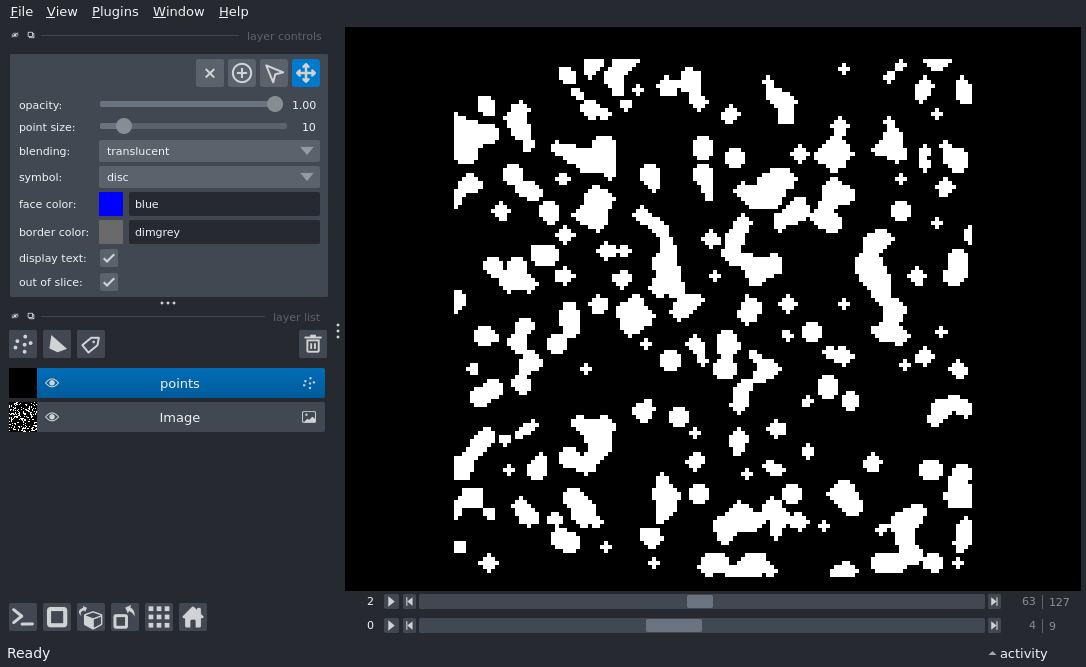 File View Plugins Window Help
layer controls
opacity: 1.00
point size: 10
blending: translucent
symbol: disc
face color: blue
border color: dimgrey
display text:
out of slice:
layer list
points
Image
2 63 | 127
0 4 | 9
Ready activity